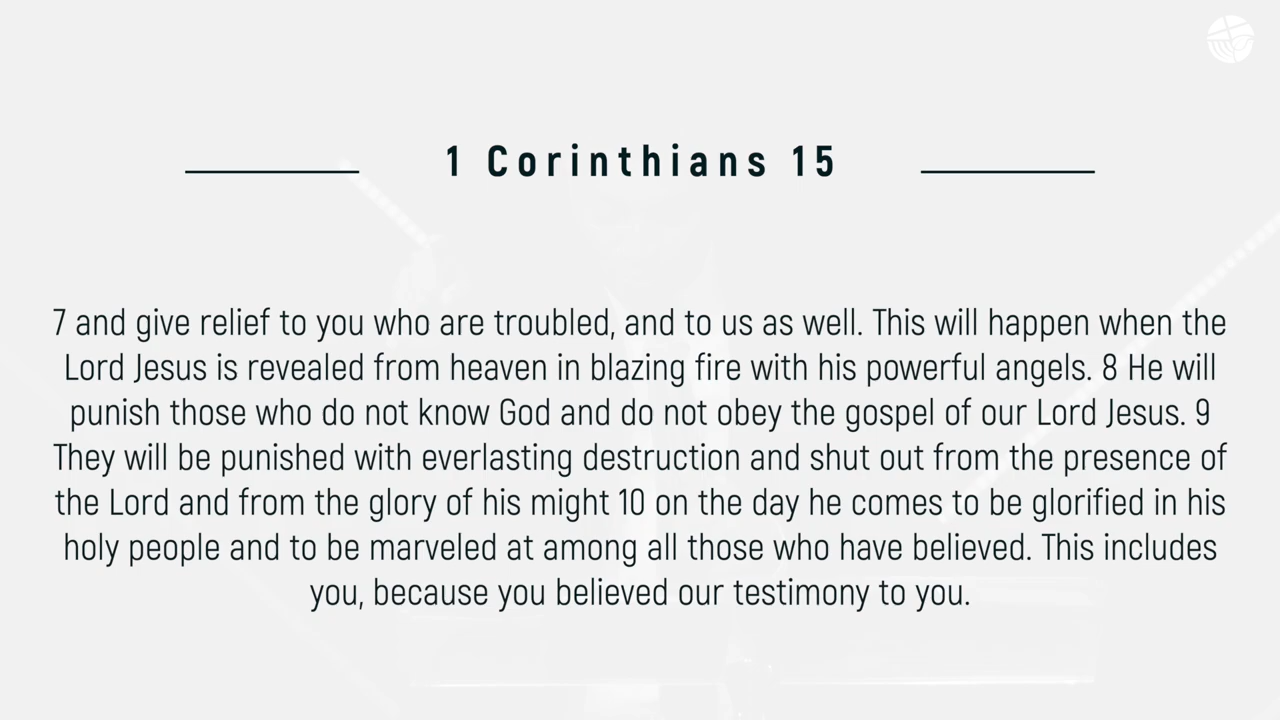 1 Corinthians 15
7 and give relief to you who are troubled, and to us as well. This will happen when the
Lord Jesus is revealed from heaven in blazing fire with his powerful angels. 8 He will
punish those who do not know God and do not obey the gospel of our Lord Jesus. 9
They will be punished with everlasting destruction and shut out from the presence of
the Lord and from the glory of his might 10 on the day he comes to be glorified in his
holy people and to be marveled at among all those who have believed. This includes
you, because you believed our testimony to you.